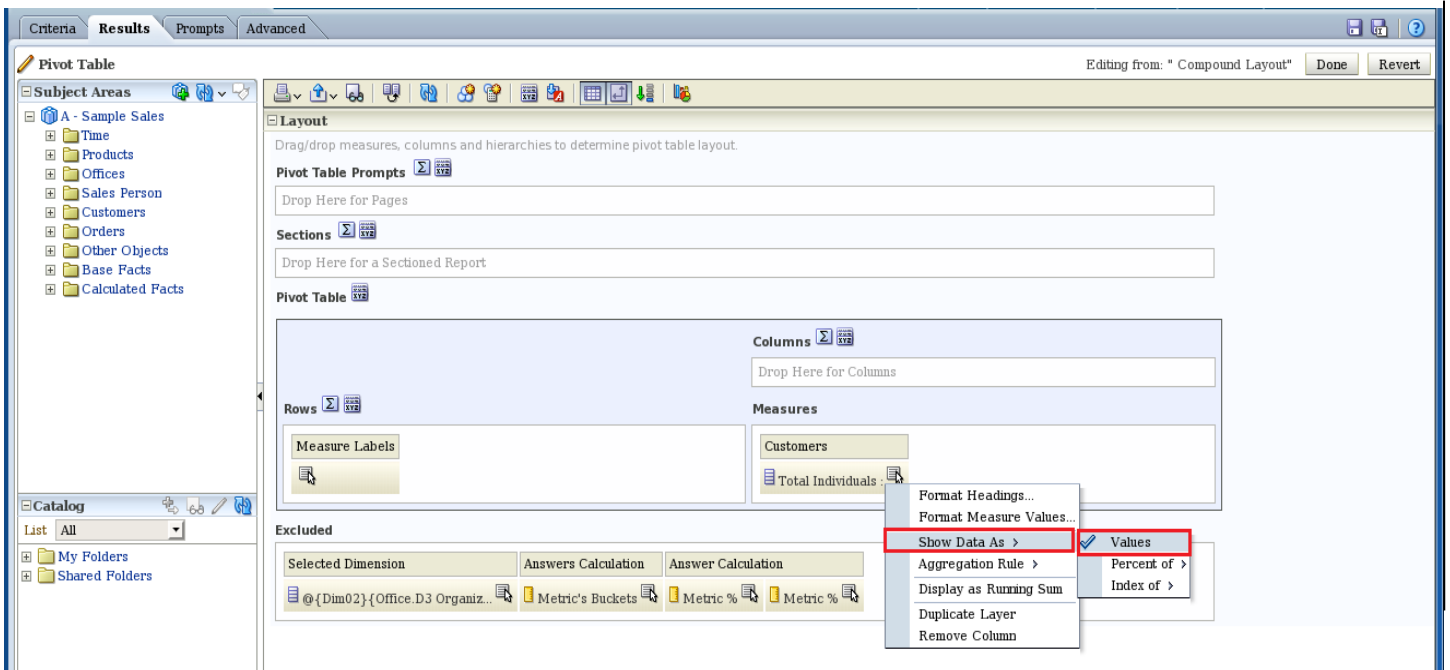 Criteria Results Prompts Advanced
Pivot Table
Editing from: " Compound Layout" Done Revert
Subject Areas
A - Sample Sales
Time
Products
Offices
Sales Person
Customers
Orders
Other Objects
Base Facts
Calculated Facts
Catalog
List All
My Folders
Shared Folders
Layout
Drag/drop measures, columns and hierarchies to determine pivot table layout.
Pivot Table Prompts
Drop Here for Pages
Sections
Drop Here for a Sectioned Report
Pivot Table
Columns
Drop Here for Columns
Rows
Measures
Measure Labels
Customers
Total Individuals :
Excluded
Selected Dimension Answers Calculation Answer Calculation
@{Dim02}{Office.D3 Organiz... Metric's Buckets Metric % Metric %
Format Headings...
Format Measure Values...
Show Data As >
Aggregation Rule >
Display as Running Sum
Duplicate Layer
Remove Column
Values
Percent of >
Index of >